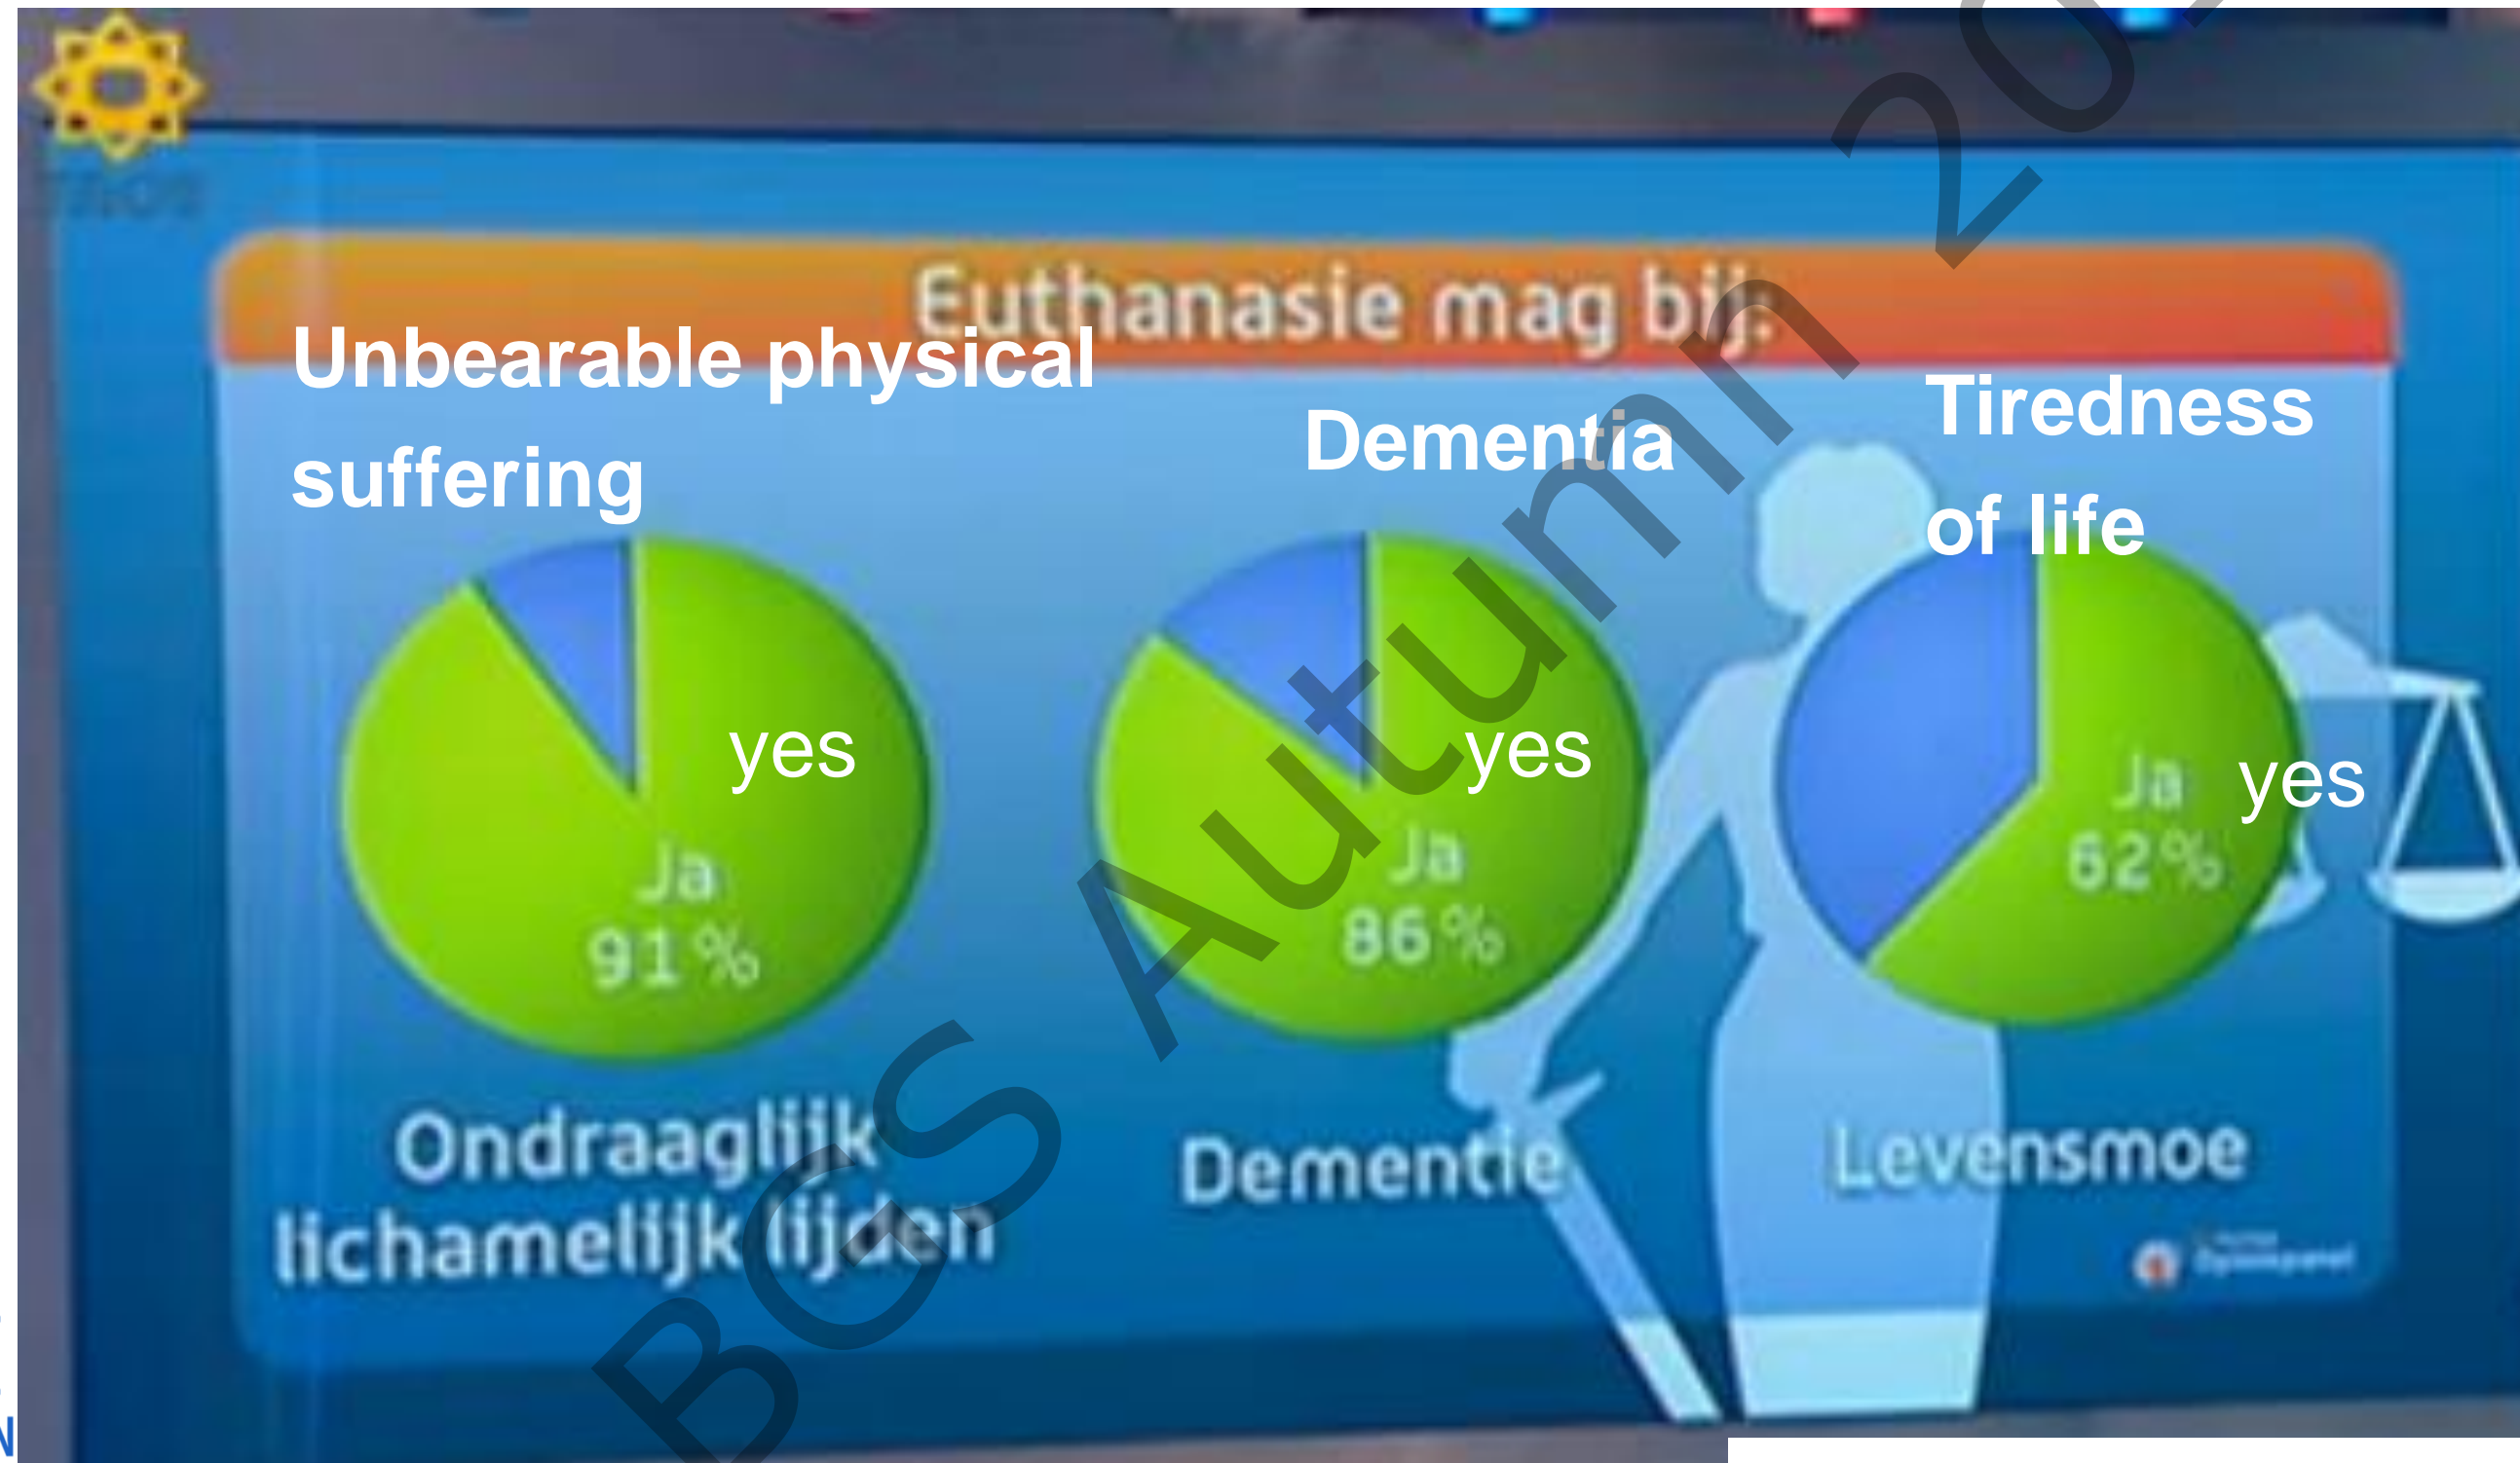 Euthanasie mag bij:
Unbearable physical
suffering
Dementia
Tiredness
of life
yes
Ja
91%
yes
Ja
86%
yes
Ja
62%
Ondraaglijk
lichamelijk lijden
Dementie
Levensmoe
Opiniepanel
BGS Autumn 20
N